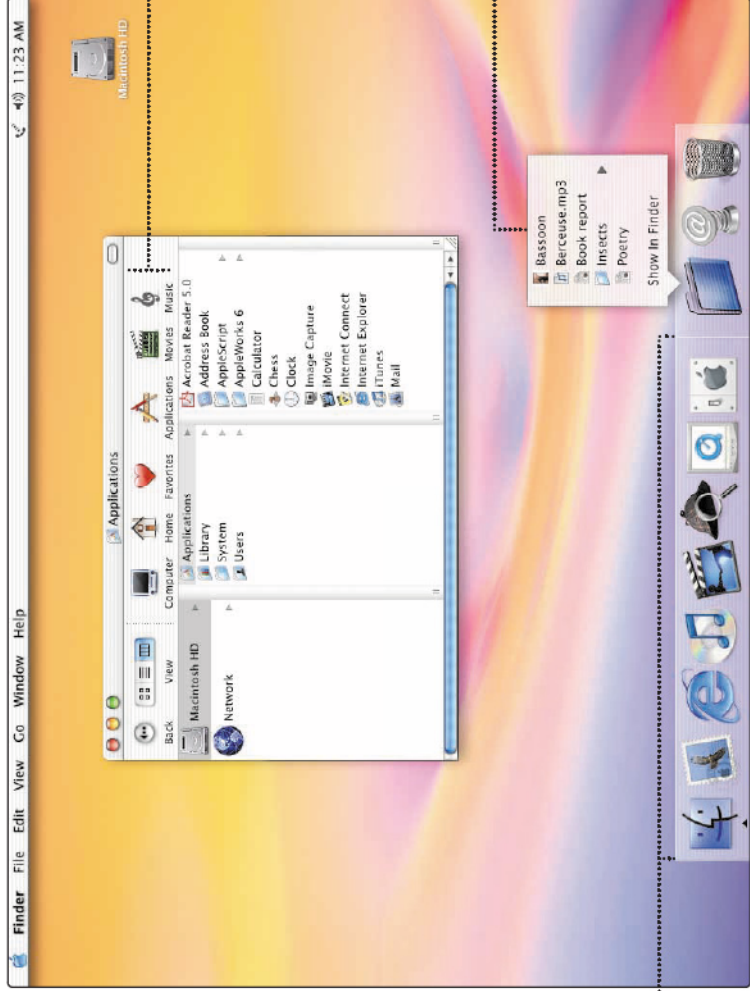 Finder File Edit View Go Window Help 11:23 AM
Macintosh HD
Applications
Back View Computer Home Favorites Applications Movies Music
Macintosh HD
Network
Applications
Library
System
Users
Acrobat Reader 5.0
Address Book
AppleScript
AppleWorks 6
Calculator
Chess
Clock
Image Capture
iMovie
Internet Connect
Internet Explorer
iTunes
Mail
Bassoon
Berceuse.mp3
Book report
Insects
Poetry
Show In Finder
@